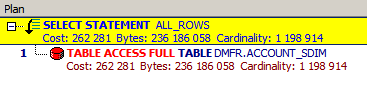 Plan
SELECT STATEMENT ALL_ROWS
Cost: 262 281 Bytes: 236 186 058 Cardinality: 1 198 914
1 TABLE ACCESS FULL TABLE DMFR.ACCOUNT_SDIM
Cost: 262 281 Bytes: 236 186 058 Cardinality: 1 198 914